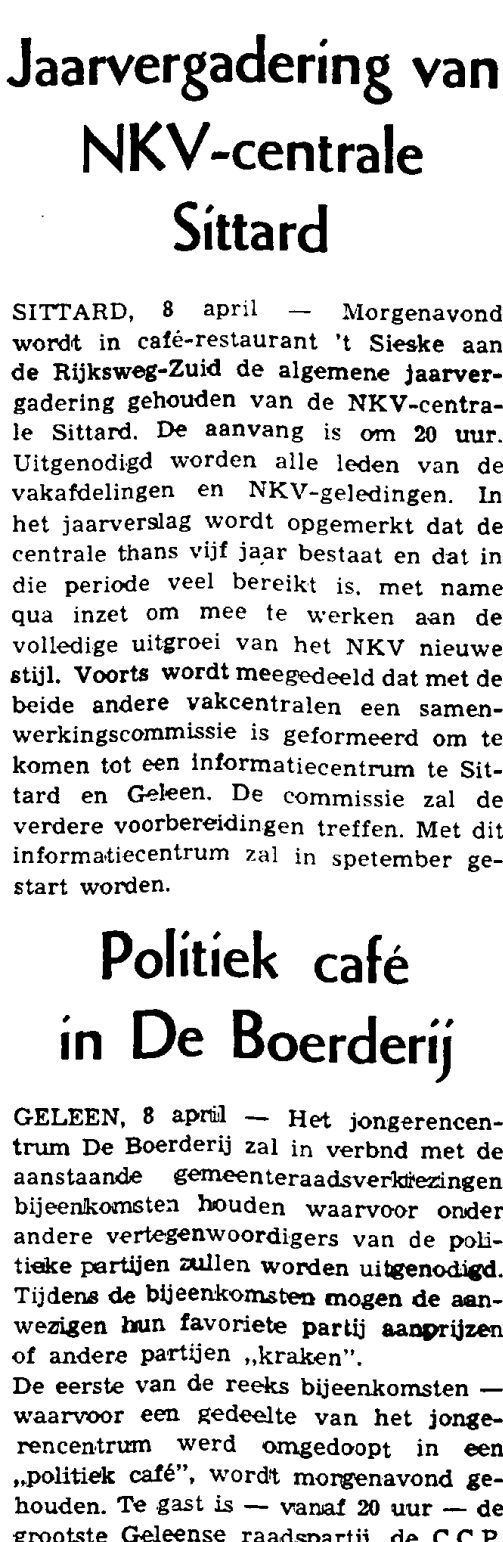 Jaarvergadering van
NKV-centrale
Sittard
SITTARD, 8 april — Morgenavond
wordt in café-restaurant 't Sieske aan
de Rijksweg-Zuid de algemene jaarver-
gadering gehouden van de NKV-centra-
le Sittard. De aanvang is om 20 uur.
Uitgenodigd worden alle leden van de
vakafdelingen en NKV-geledingen. In
het jaarverslag wordt opgemerkt dat de
centrale thans vijf jaar bestaat en dat in
die periode veel bereikt is, met name
qua inzet om mee te werken aan de
volledige uitgroei van het NKV nieuwe
stijl. Voorts wordt meegedeeld dat met de
beide andere vakcentralen een samen-
werkingscommissie is geformeerd om te
komen tot een informatiecentrum te Sit-
tard en Geleen. De commissie zal de
verdere voorbereidingen treffen. Met dit
informatiecentrum zal in spetember ge-
start worden.
Politiek café
in De Boerderij
GELEEN, 8 april — Het jongerencen-
trum De Boerderij zal in verbnd met de
aanstaande gemeenteraadsverkiezingen
bijeenkomsten houden waarvoor onder
andere vertegenwoordigers van de poli-
tieke partijen zullen worden uitgenodigd.
Tijdens de bijeenkomsten mogen de aan-
wezigen hun favoriete partij aanprijzen
of andere partijen „kraken".
De eerste van de reeks bijeenkomsten —
waarvoor een gedeelte van het jonge-
rencentrum werd omgedoopt in een
„politiek café", wordt morgenavond ge-
houden. Te gast is — vanaf 20 uur — de
grootste Geleense raadspartij, de C.C.P.